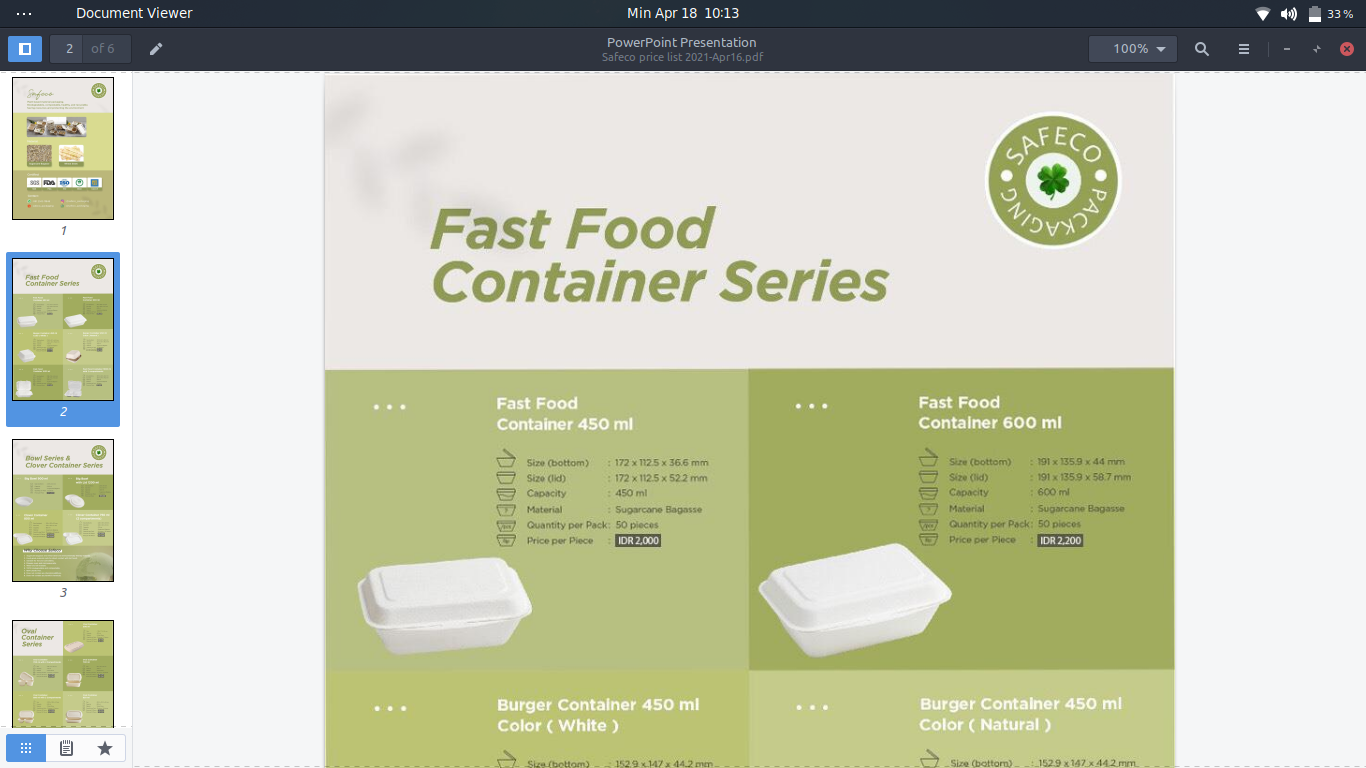 Document Viewer
Min Apr 18 10:13
33 %
2 of 6
PowerPoint Presentation
Safeco price list 2021-Apr16.pdf
100%
Safeco
1
Fast Food
Container Series
2
Bowl Series &
Clover Container Series
3
Oval
Container
Series
SAFECO PACKAGING
Fast Food
Container Series
Fast Food
Container 450 ml
Size (bottom) : 172 x 112.5 x 36.6 mm
Size (lid) : 172 x 112.5 x 52.2 mm
Capacity : 450 ml
Material : Sugarcane Bagasse
Quantity per Pack: 50 pieces
Price per Piece : IDR 2,000
Fast Food
Container 600 ml
Size (bottom) : 191 x 135.9 x 44 mm
Size (lid) : 191 x 135.9 x 58.7 mm
Capacity : 600 ml
Material : Sugarcane Bagasse
Quantity per Pack: 50 pieces
Price per Piece : IDR 2,200
Burger Container 450 ml
Color ( White )
Size (bottom) : 152.9 x 147 x 44.2 mm
Burger Container 450 ml
Color ( Natural )
Size (bottom) : 152.9 x 147 x 44.2 mm